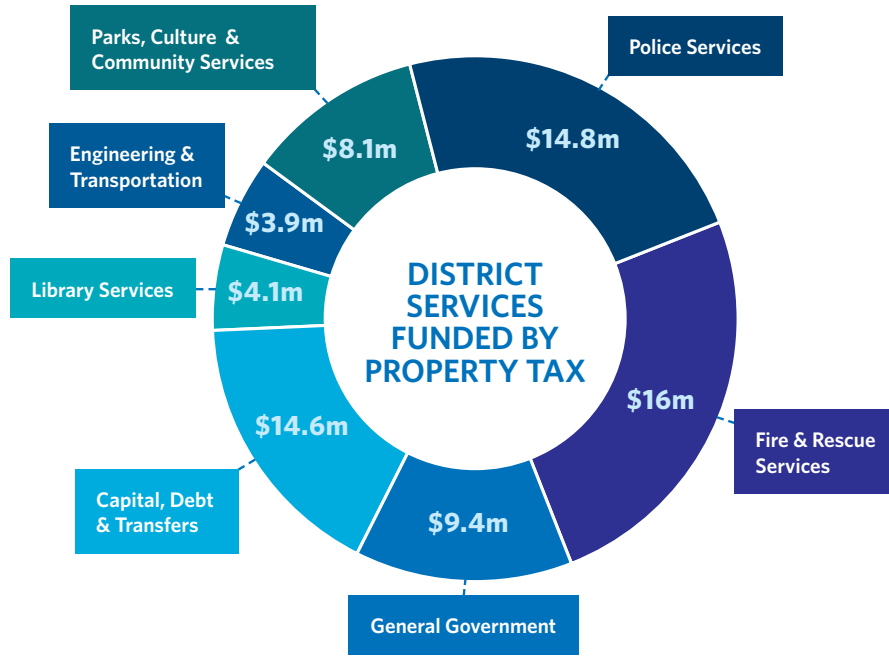 Parks, Culture &
Community Services
Police Services
$8.1m
$14.8m
Engineering &
Transportation
$3.9m
Library Services
$4.1m
DISTRICT
SERVICES
FUNDED BY
PROPERTY TAX
$14.6m
$16m
Fire & Rescue
Services
Capital, Debt
& Transfers
$9.4m
General Government